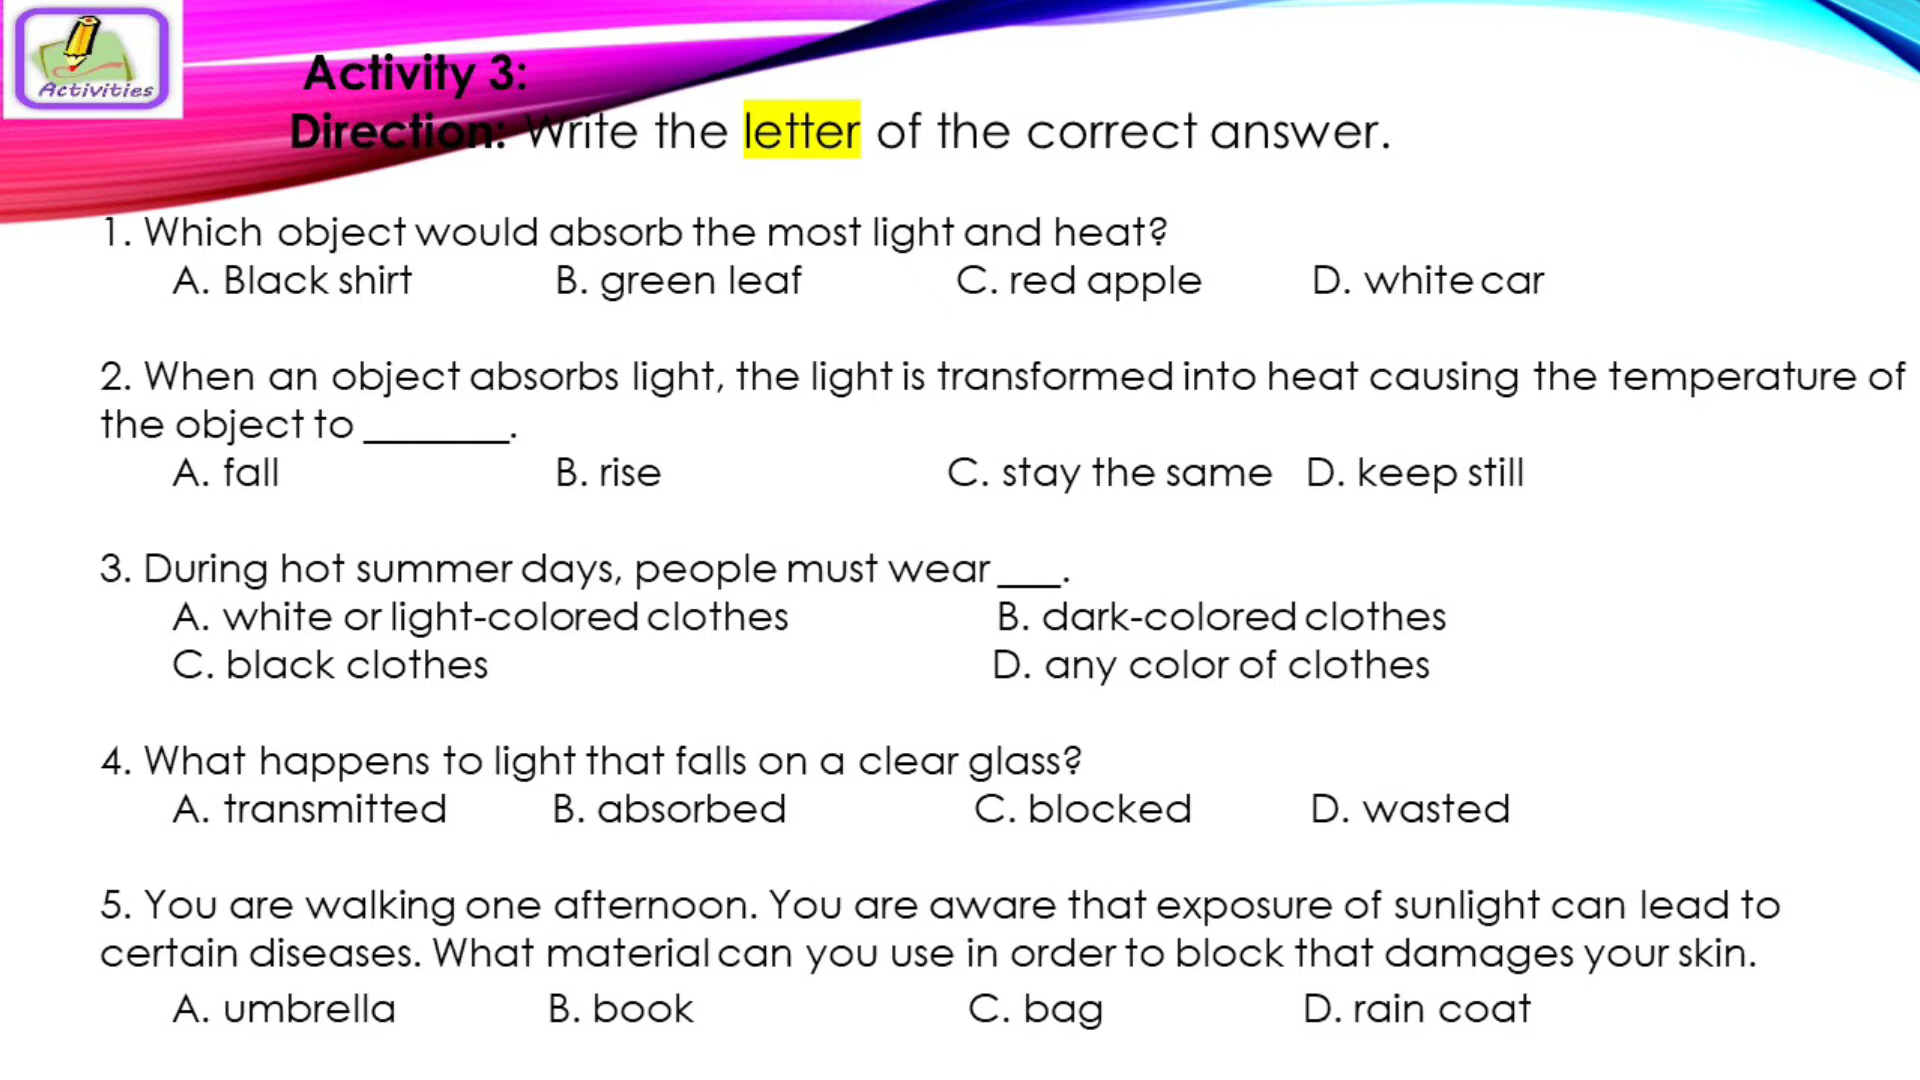 Activities
Activity 3:
Direction: Write the letter of the correct answer.
1. Which object would absorb the most light and heat?
A. Black shirt B. green leaf C. red apple D. white car
2. When an object absorbs light, the light is transformed into heat causing the temperature of
the object to _______.
A. fall B. rise C. stay the same D. keep still
3. During hot summer days, people must wear ___.
A. white or light-colored clothes B. dark-colored clothes
C. black clothes D. any color of clothes
4. What happens to light that falls on a clear glass?
A. transmitted B. absorbed C. blocked D. wasted
5. You are walking one afternoon. You are aware that exposure of sunlight can lead to
certain diseases. What material can you use in order to block that damages your skin.
A. umbrella B. book C. bag D. rain coat